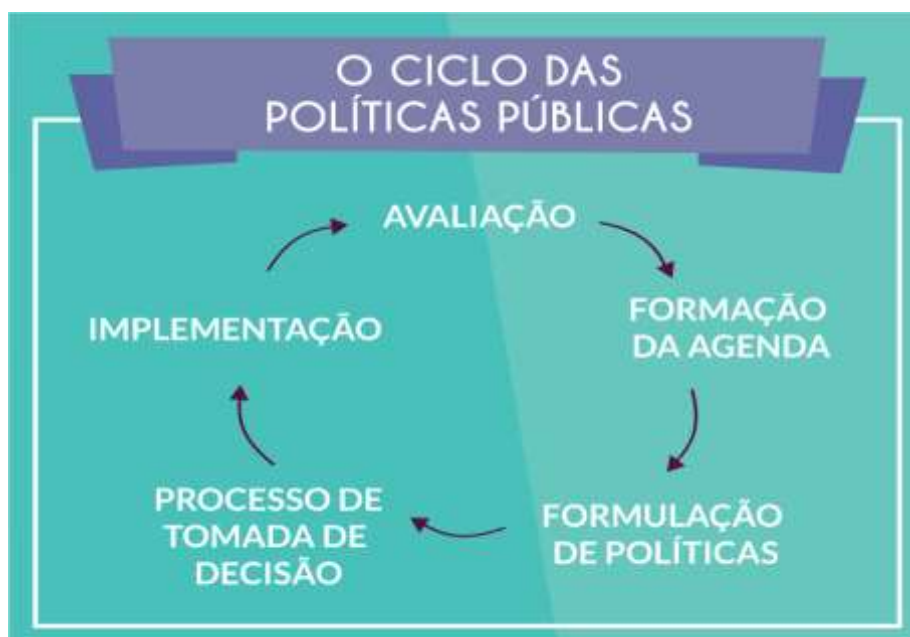 O CICLO DAS
POLÍTICAS PÚBLICAS
AVALIAÇÃO
FORMAÇÃO
DA AGENDA
FORMULAÇÃO
DE POLÍTICAS
PROCESSO DE
TOMADA DE
DECISÃO
IMPLEMENTAÇÃO